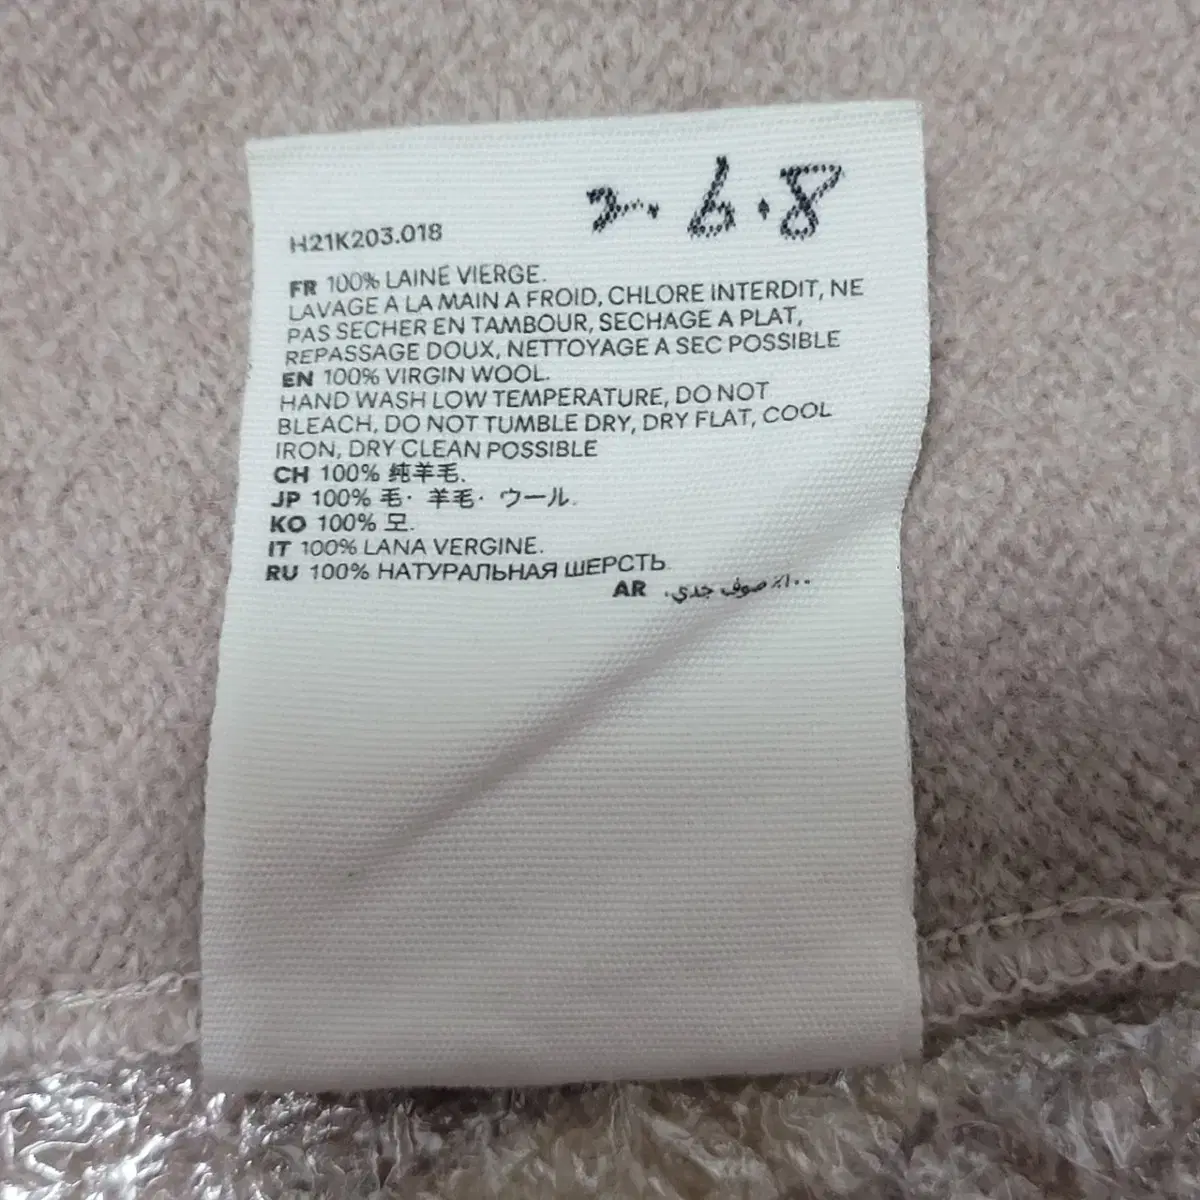 2.6.8
H21K203.018
FR 100% LAINE VIERGE.
LAVAGE A LA MAIN A FROID, CHLORE INTERDIT, NE
PAS SECHER EN TAMBOUR, SECHAGE A PLAT,
REPASSAGE DOUX, NETTOYAGE A SEC POSSIBLE
EN 100% VIRGIN WOOL.
HAND WASH LOW TEMPERATURE, DO NOT
BLEACH, DO NOT TUMBLE DRY, DRY FLAT, COOL
IRON, DRY CLEAN POSSIBLE
CH 100% 纯羊毛.
JP 100% 毛· 羊毛· ウール.
KO 100% 모.
IT 100% LANA VERGINE.
RU 100% НАТУРАЛЬНАЯ ШЕРСТЬ
AR ١٠٠٪ صوف جدي.